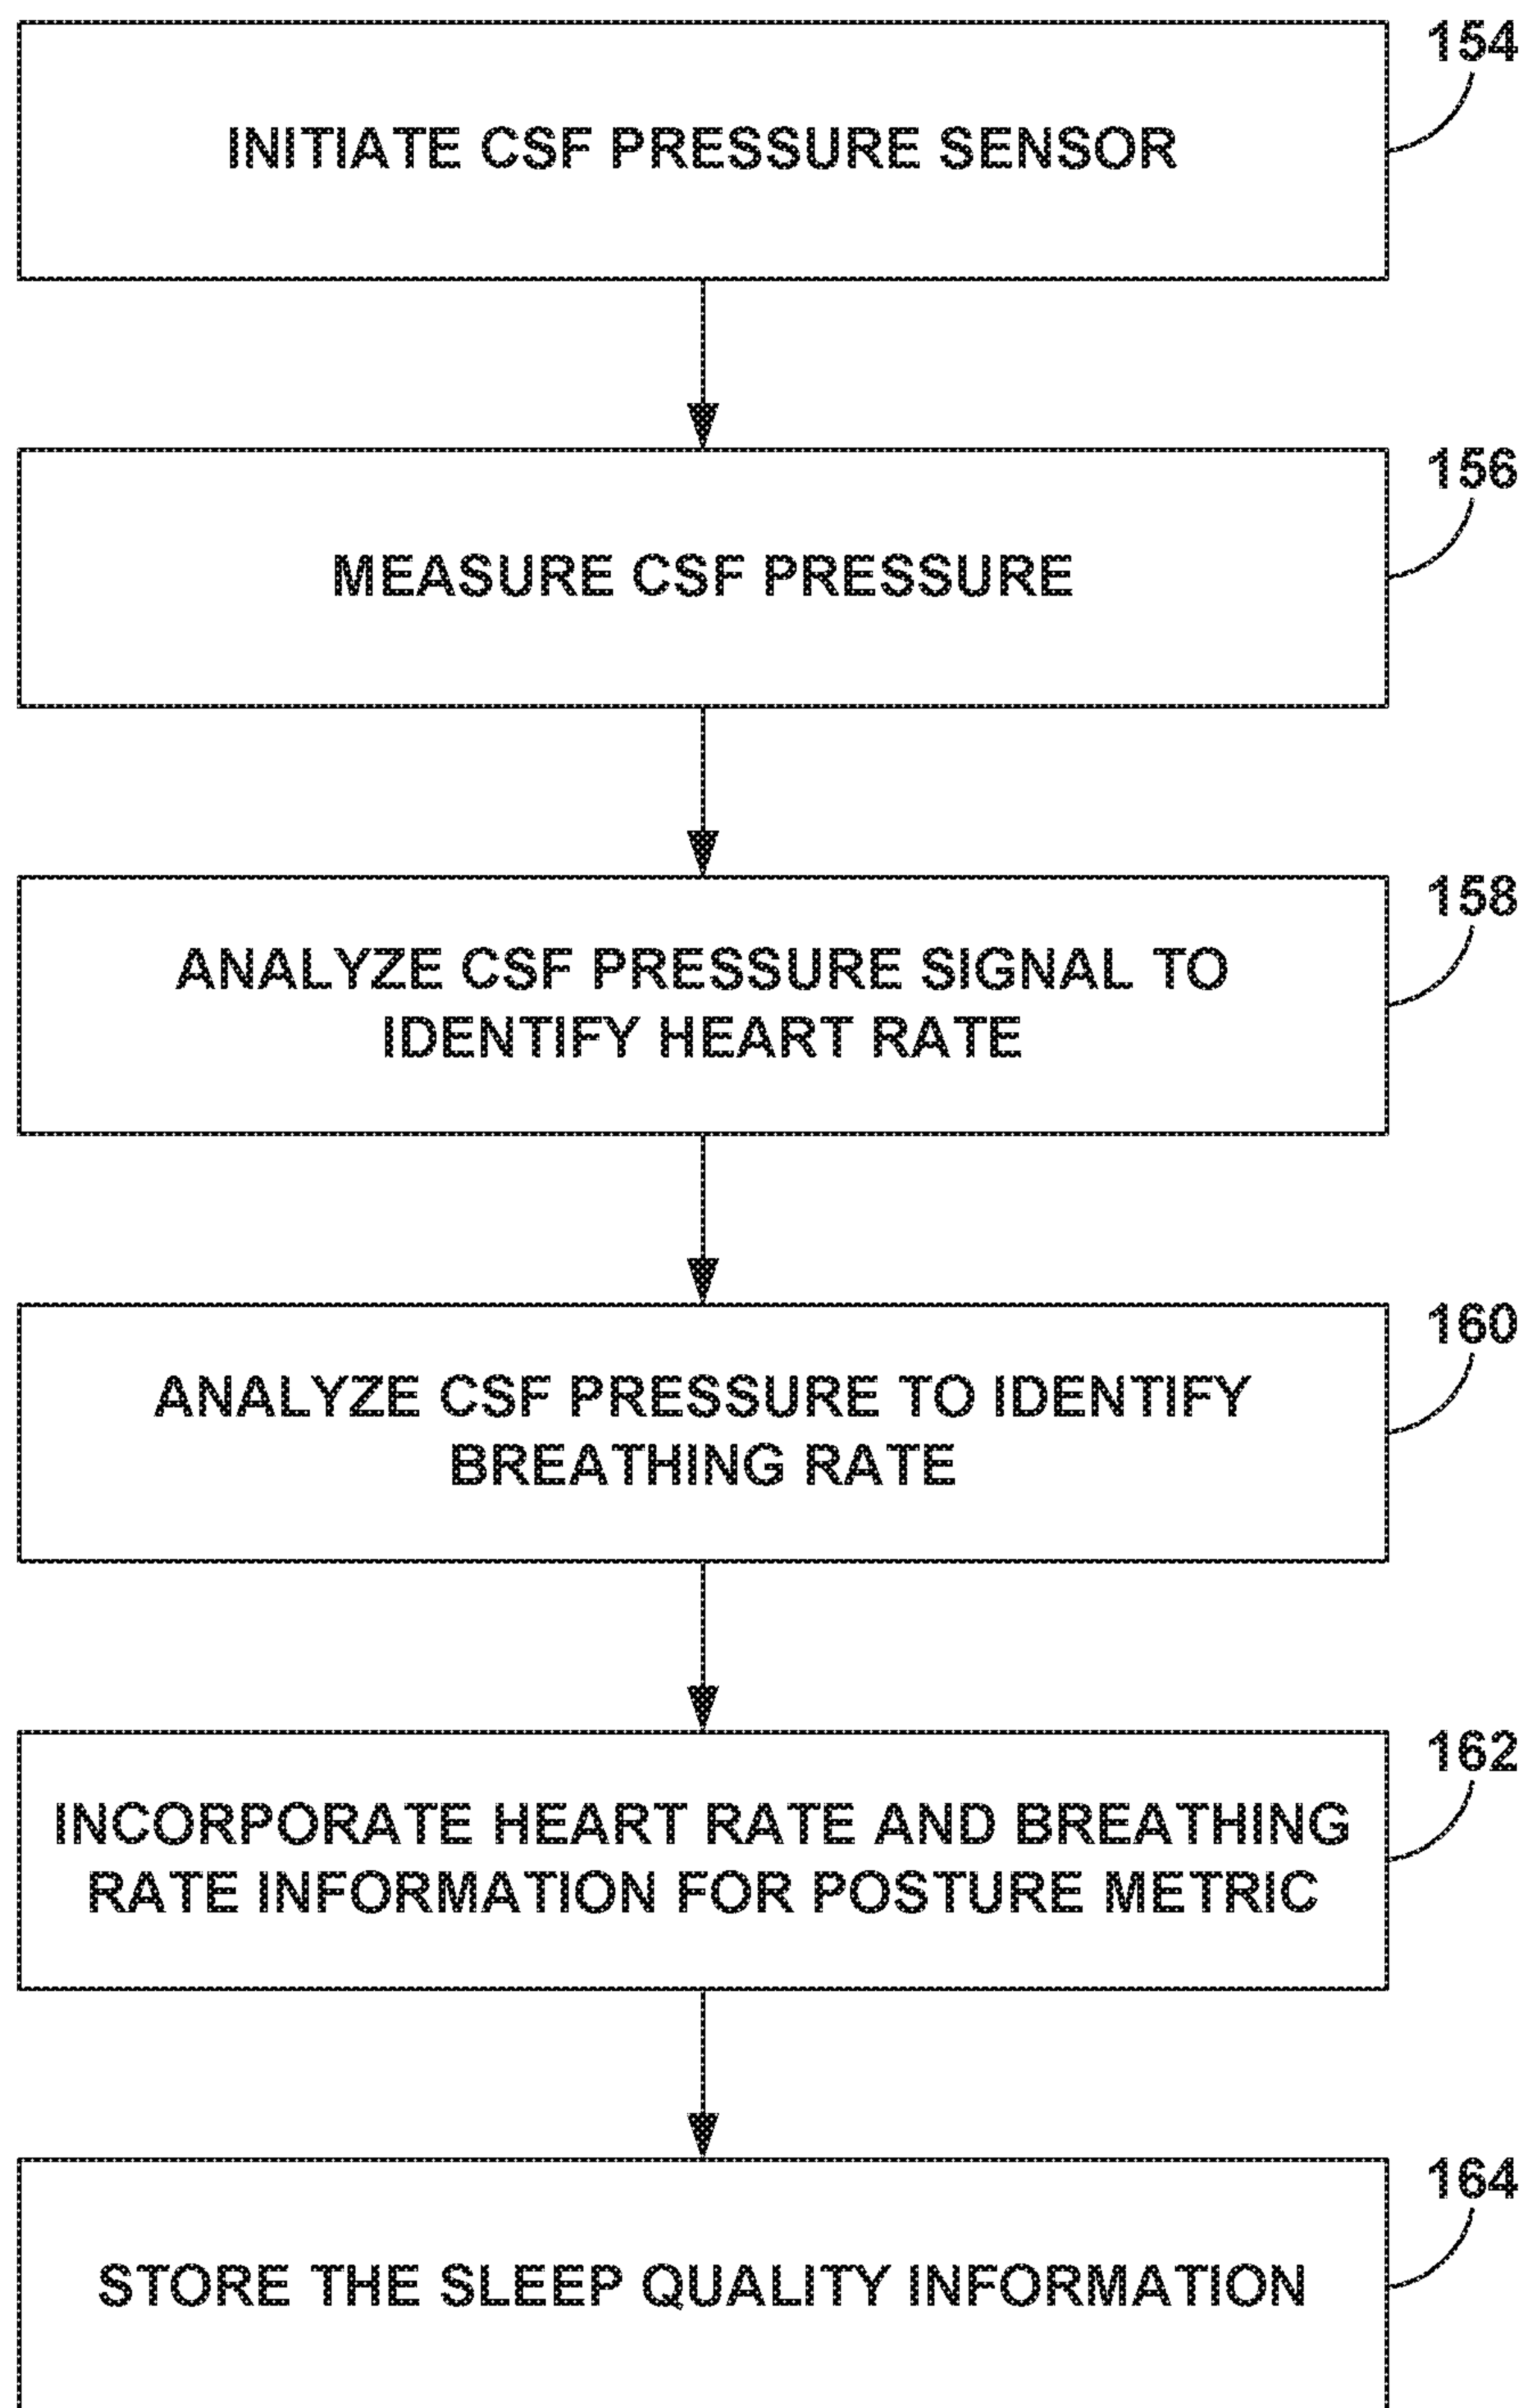 154
INITIATE CSF PRESSURE SENSOR
156
MEASURE CSF PRESSURE
158
ANALYZE CSF PRESSURE SIGNAL TO
IDENTIFY HEART RATE
160
ANALYZE CSF PRESSURE TO IDENTIFY
BREATHING RATE
162
INCORPORATE HEART RATE AND BREATHING
RATE INFORMATION FOR POSTURE METRIC
164
STORE THE SLEEP QUALITY INFORMATION